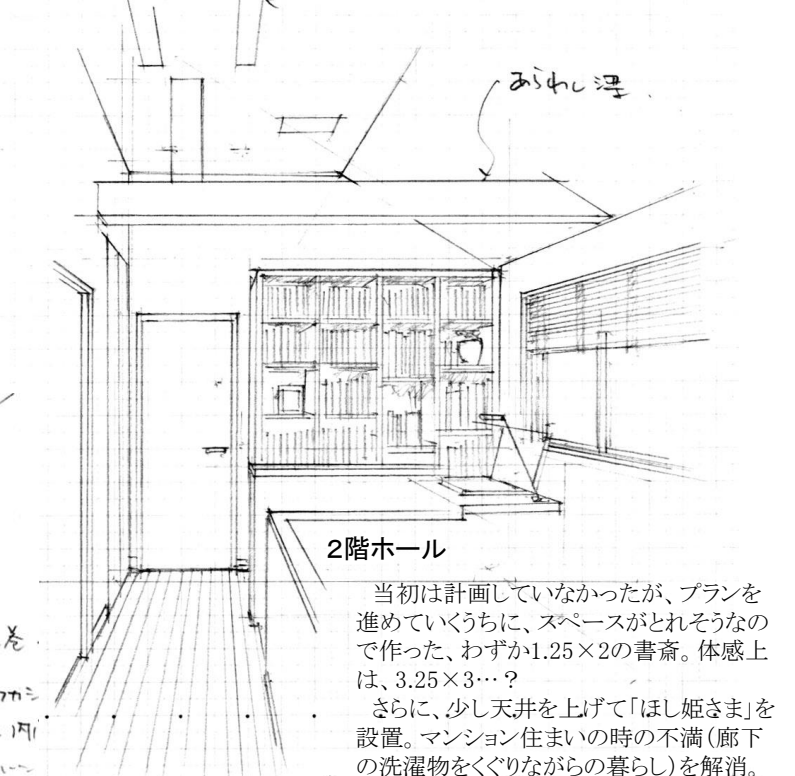 あらわし梁
2階ホール
当初は計画していなかったが、プランを
進めていくうちに、スペースがとれそうなの
で作った、わずか1.25×2の書斎。体感上
は、3.25×3…？
さらに、少し天井を上げて「ほし姫さま」を
設置。マンション住まいの時の不満（廊下
の洗濯物をくぐりながらの暮らし）を解消。